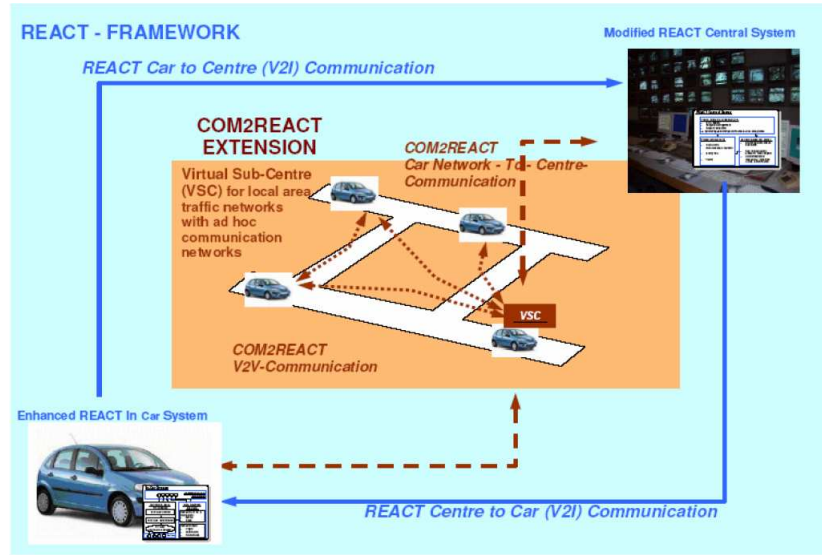 REACT - FRAMEWORK
Modified REACT Central System
REACT Car to Centre (V2I) Communication
COM2REACT
EXTENSION
COM2REACT
Car Network - To - Centre-
Communication
Virtual Sub-Centre
(VSC) for local area
traffic networks
with ad hoc
communication
networks
VSC
COM2REACT
V2V-Communication
Enhanced REACT In Car System
REACT Centre to Car (V2I) Communication